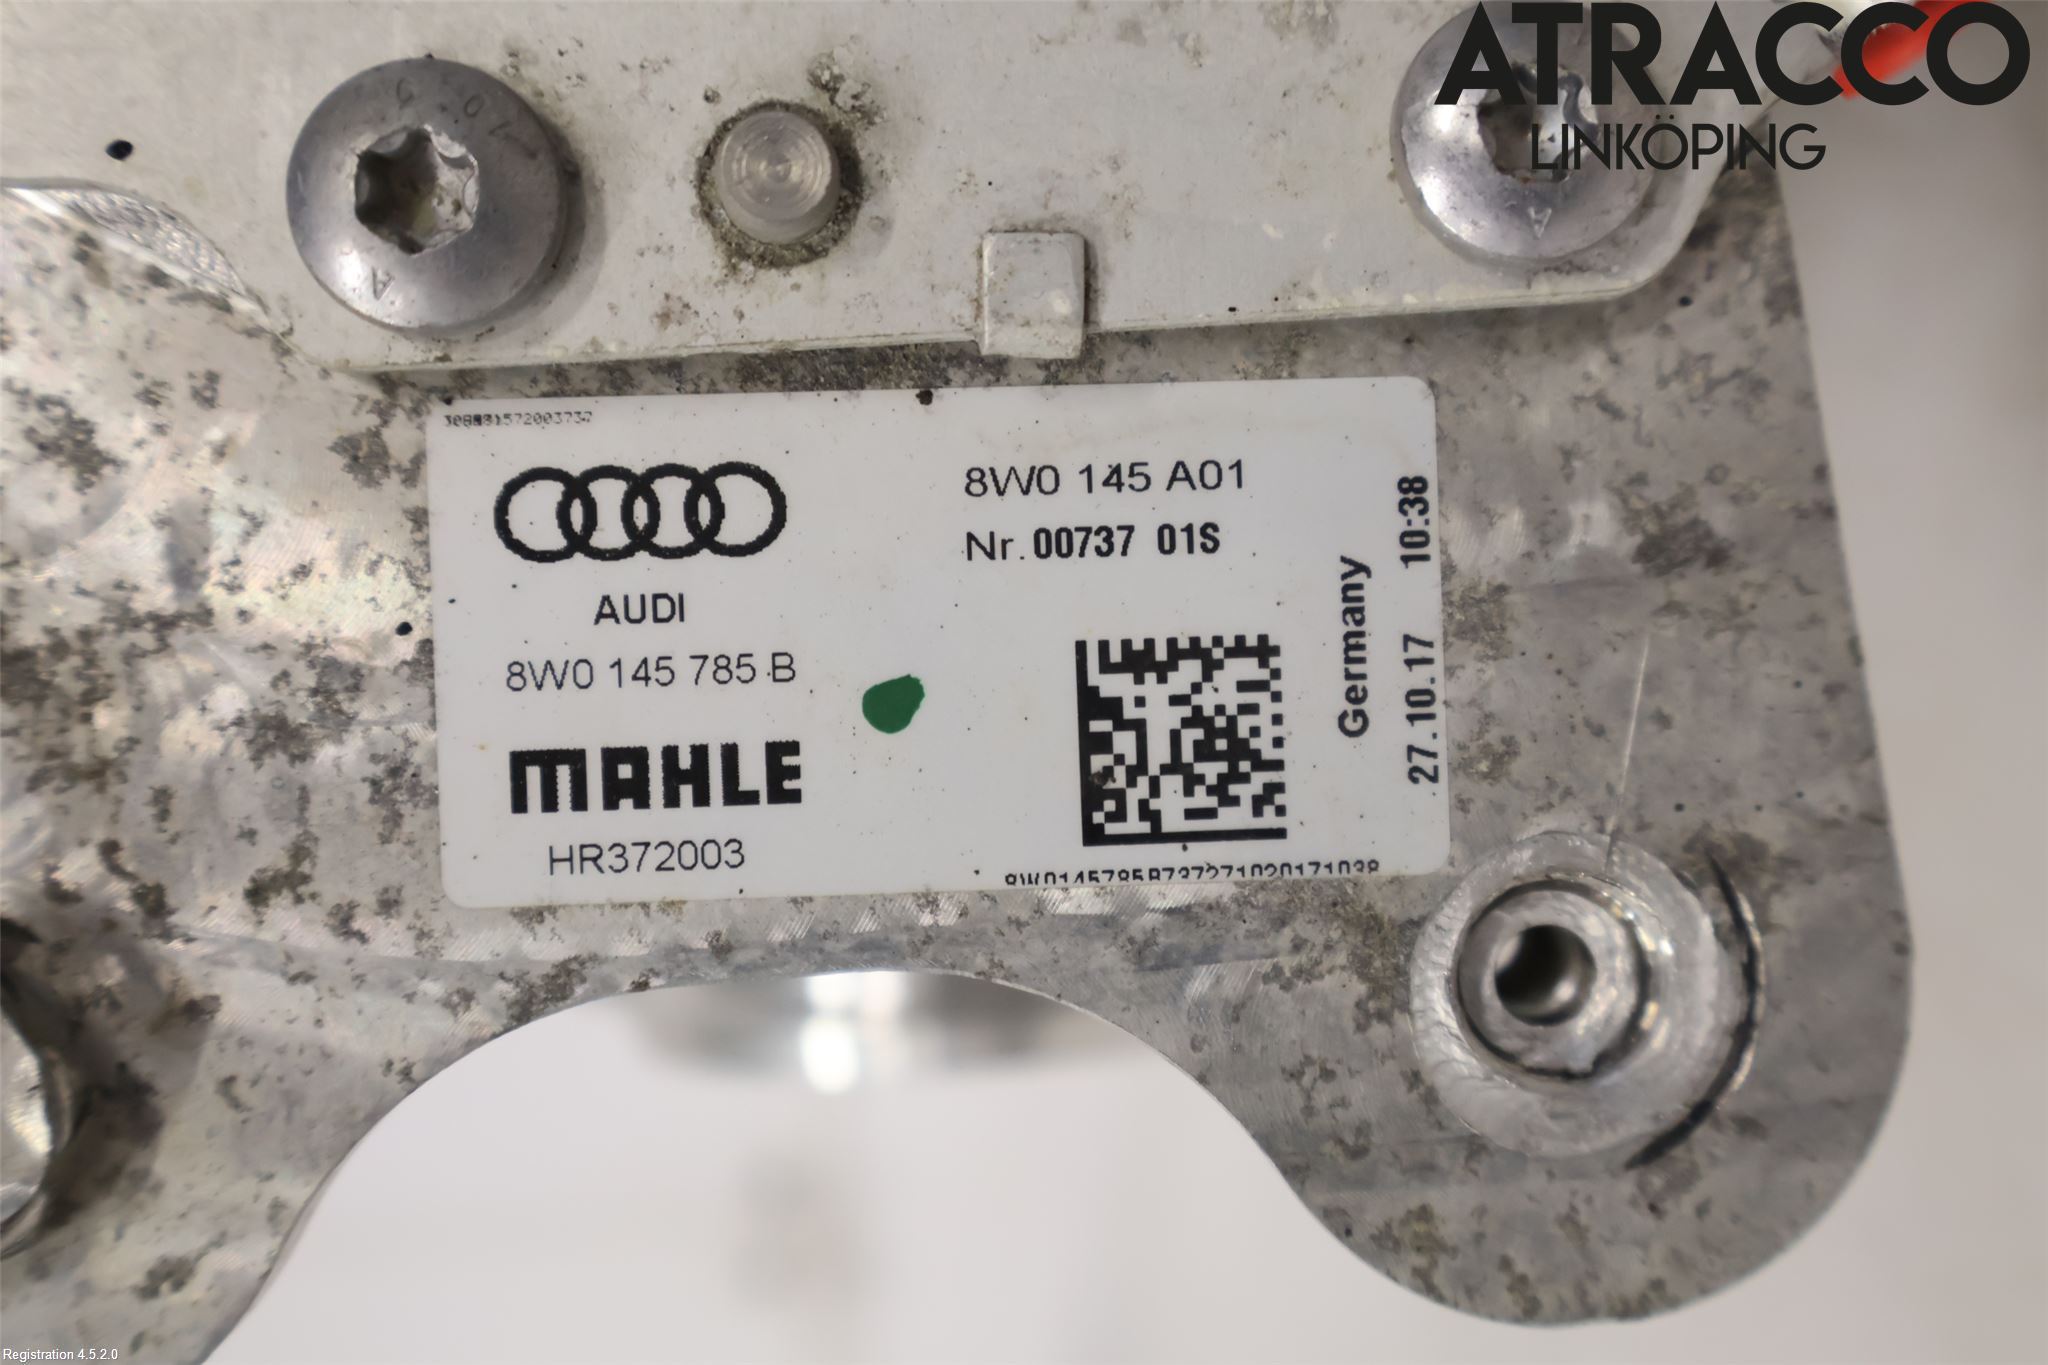 ATRACCO
LINKÖPING
8W0 145 A01
Nr. 00737 01S
AUDI
8W0 145 785 B
MAHLE
HR372003
Germany
27.10.17 10:38
8W0145785B737271020171038
Registration 4.5.2.0